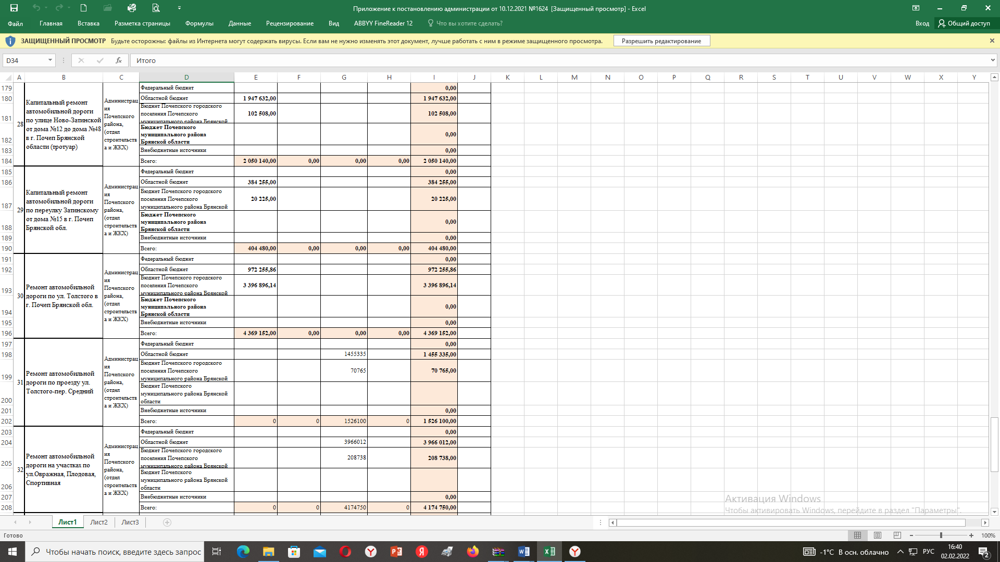 Приложение к постановлению администрации от 10.12.2021 №1624 [Защищенный просмотр] - Excel
Файл Главная Вставка Разметка страницы Формулы Данные Рецензирование Вид ABBYY FineReader 12 Что вы хотите сделать? Вход Общий доступ
ЗАЩИЩЕННЫЙ ПРОСМОТР Будьте осторожны: файлы из Интернета могут содержать вирусы. Если вам не нужно изменять этот документ, лучше работать с ним в режиме защищенного просмотра. Разрешить редактирование
D34 fx Итого
A B C D E F G H I J K L M N O P Q R S T U V W X Y
28
Капитальный ремонт
автомобильной дороги
по улице Ново-Затинской
от дома №12 до дома №48
в г. Почеп Брянской
области (тротуар)
Администрац
ия
Почепского
района,
(отдел
строительств
а и ЖКХ)
179 Федеральный бюджет 0,00
180 Областной бюджет 1 947 632,00 1 947 632,00
181 Бюджет Почепского городского
поселения Почепского
муниципального района Брянской
102 508,00 102 508,00
182 Бюджет Почепского
муниципального района
Брянской области
0,00
183 Внебюджетные источники 0,00
184 Всего: 2 050 140,00 0,00 0,00 0,00 2 050 140,00
29
Капитальный ремонт
автомобильной дороги
по переулку Затинскому
от дома №15 в г. Почеп
Брянской обл.
Администрац
ия
Почепского
района,
(отдел
строительств
а и ЖКХ)
185 Федеральный бюджет 0,00
186 Областной бюджет 384 255,00 384 255,00
187 Бюджет Почепского городского
поселения Почепского
муниципального района Брянской
20 225,00 20 225,00
188 Бюджет Почепского
муниципального района
Брянской области
0,00
189 Внебюджетные источники 0,00
190 Всего: 404 480,00 0,00 0,00 0,00 404 480,00
30
Ремонт автомобильной
дороги по ул. Толстого в
г. Почеп Брянской обл.
Администрац
ия
Почепского
района,
(отдел
строительств
а и ЖКХ)
191 Федеральный бюджет 0,00
192 Областной бюджет 972 255,86 972 255,86
193 Бюджет Почепского городского
поселения Почепского
муниципального района Брянской
3 396 896,14 3 396 896,14
194 Бюджет Почепского
муниципального района
Брянской области
0,00
195 Внебюджетные источники 0,00
196 Всего: 4 369 152,00 0,00 0,00 0,00 4 369 152,00
31
Ремонт автомобильной
дороги по проезду ул.
Толстого-пер. Средний
Администрац
ия
Почепского
района,
(отдел
строительств
а и ЖКХ)
197 Федеральный бюджет 0,00
198 Областной бюджет 1455335 1 455 335,00
199 Бюджет Почепского городского
поселения Почепского
муниципального района Брянской
70765 70 765,00
200 Бюджет Почепского
муниципального района Брянской
области
201 Внебюджетные источники 0,00
202 Всего: 0 0 1526100 0 1 526 100,00
32
Ремонт автомобильной
дороги на участках по
ул.Овражная, Плодовая,
Спортивная
Администрац
ия
Почепского
района,
(отдел
строительств
а и ЖКХ)
203 Федеральный бюджет 0,00
204 Областной бюджет 3966012 3 966 012,00
205 Бюджет Почепского городского
поселения Почепского
муниципального района Брянской
208738 208 738,00
206 Бюджет Почепского
муниципального района Брянской
области
207 Внебюджетные источники 0,00
208 Всего: 0 0 4174750 0 4 174 750,00
Активация Windows
Чтобы активировать Windows, перейдите в раздел "Параметры".
Лист1 Лист2 Лист3
Готово 100%
Чтобы начать поиск, введите здесь запрос
-1°C В осн. облачно РУС 16:40
02.02.2022
2